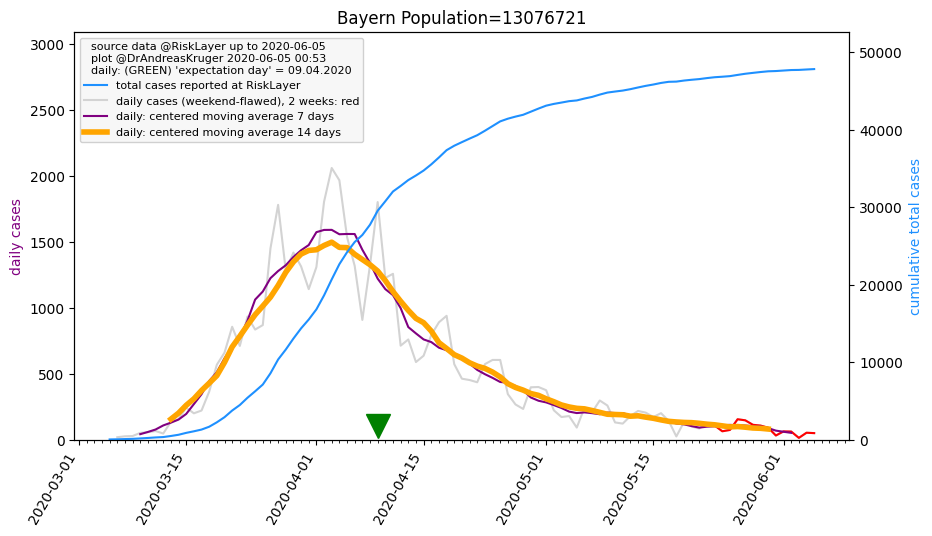 Bayern Population=13076721
source data @RiskLayer up to 2020-06-05
plot @DrAndreasKruger 2020-06-05 00:53
daily: (GREEN) 'expectation day' = 09.04.2020
total cases reported at RiskLayer
daily cases (weekend-flawed), 2 weeks: red
daily: centered moving average 7 days
daily: centered moving average 14 days
daily cases
3000
2500
2000
1500
1000
500
0
50000
40000
30000
20000
10000
0
cumulative total cases
2020-03-01
2020-03-15
2020-04-01
2020-04-15
2020-05-01
2020-05-15
2020-06-01